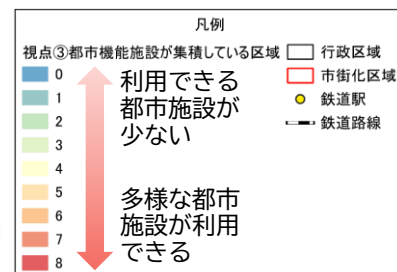 凡例
視点③都市機能施設が集積している区域
0
1
2
3
4
5
6
7
8
利用できる
都市施設が
少ない
多様な都市
施設が利用
できる
行政区域
市街化区域
鉄道駅
鉄道路線